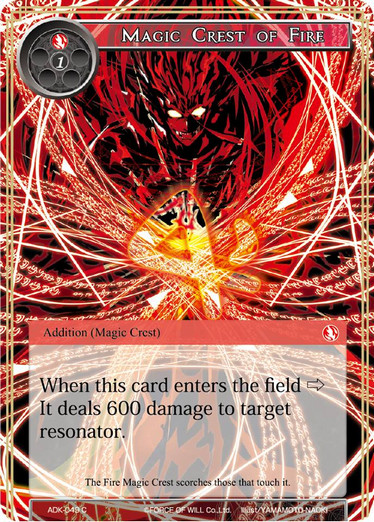 Magic Crest of Fire
1
Addition (Magic Crest)
When this card enters the field ⇨
It deals 600 damage to target
resonator.
The Fire Magic Crest scorches those that touch it.
ADK-049 C ©FORCE OF WILL Co.,Ltd. Illust/YAMAMOTO-NAOKI